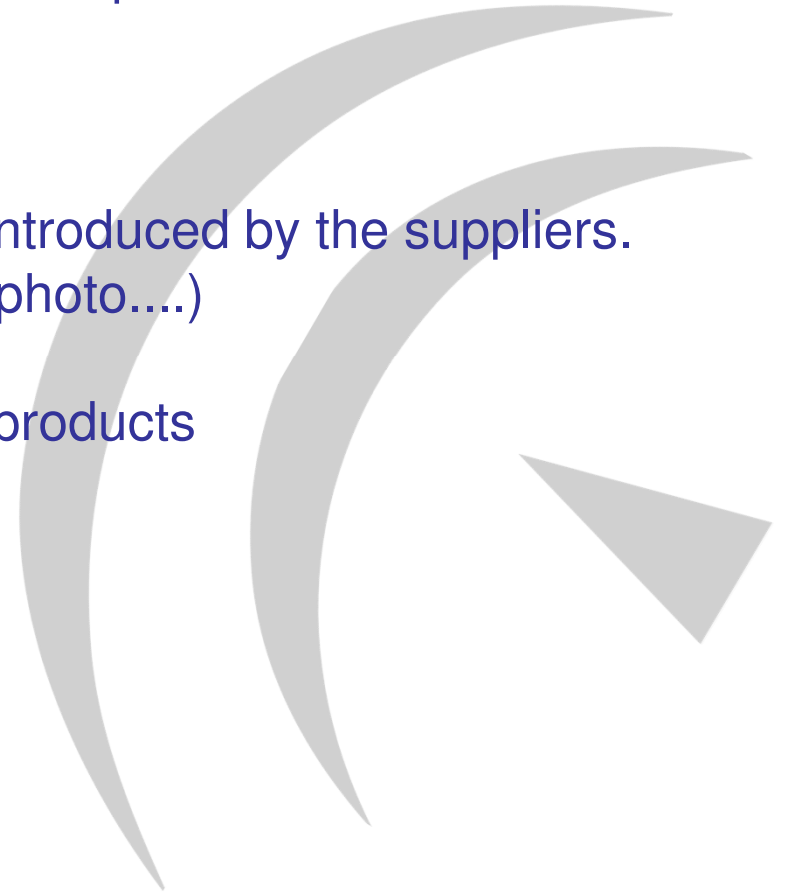 ntroduced by the suppliers.
photo....)
products